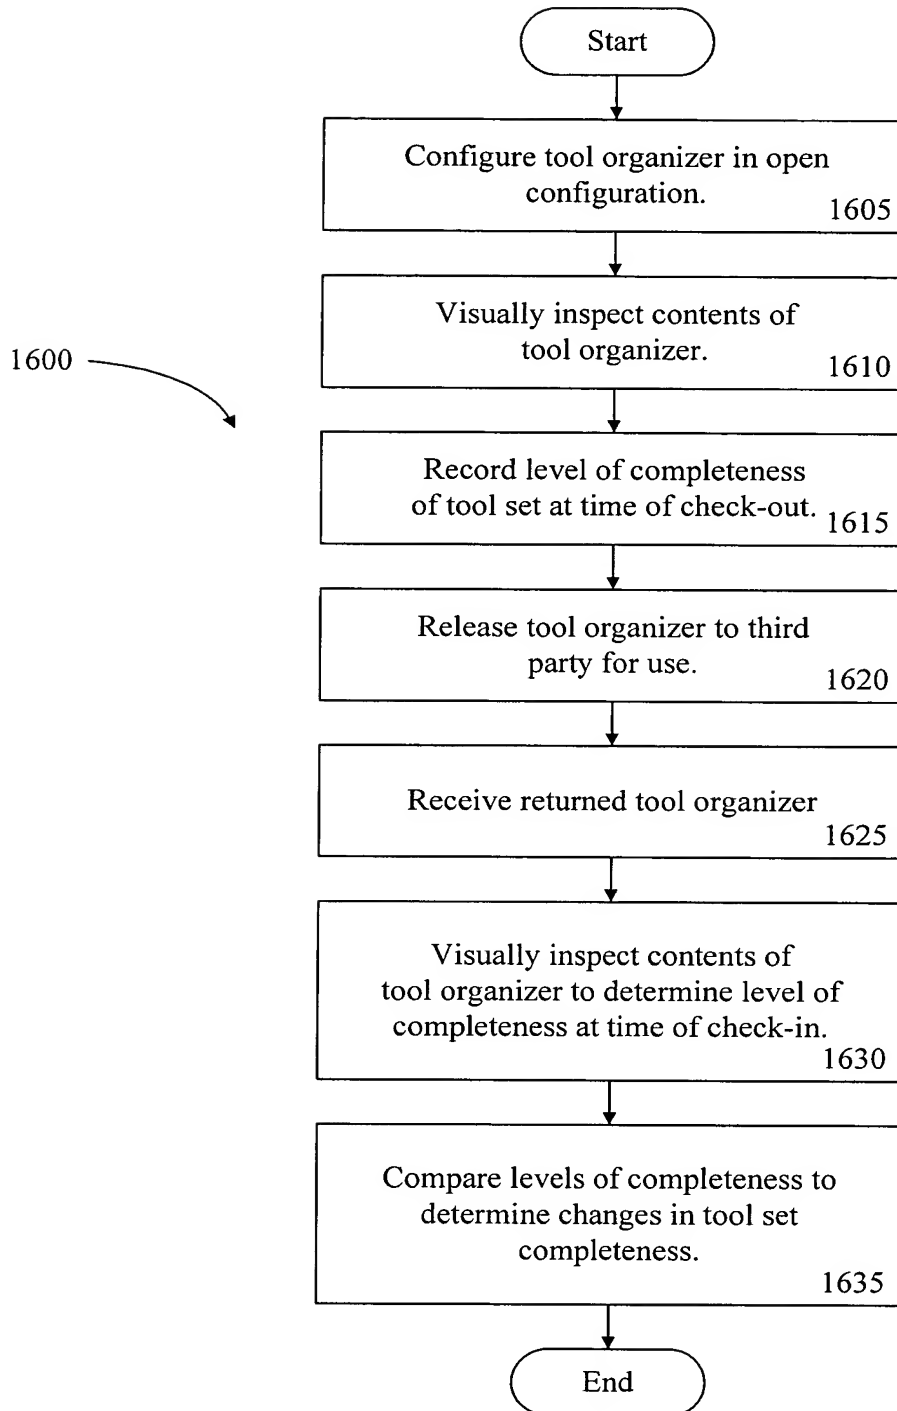 Start
Configure tool organizer in open
configuration.
1605
Visually inspect contents of
tool organizer.
1610
1600
Record level of completeness
of tool set at time of check-out.
1615
Release tool organizer to third
party for use.
1620
Receive returned tool organizer
1625
Visually inspect contents of
tool organizer to determine level of
completeness at time of check-in.
1630
Compare levels of completeness to
determine changes in tool set
completeness.
1635
End